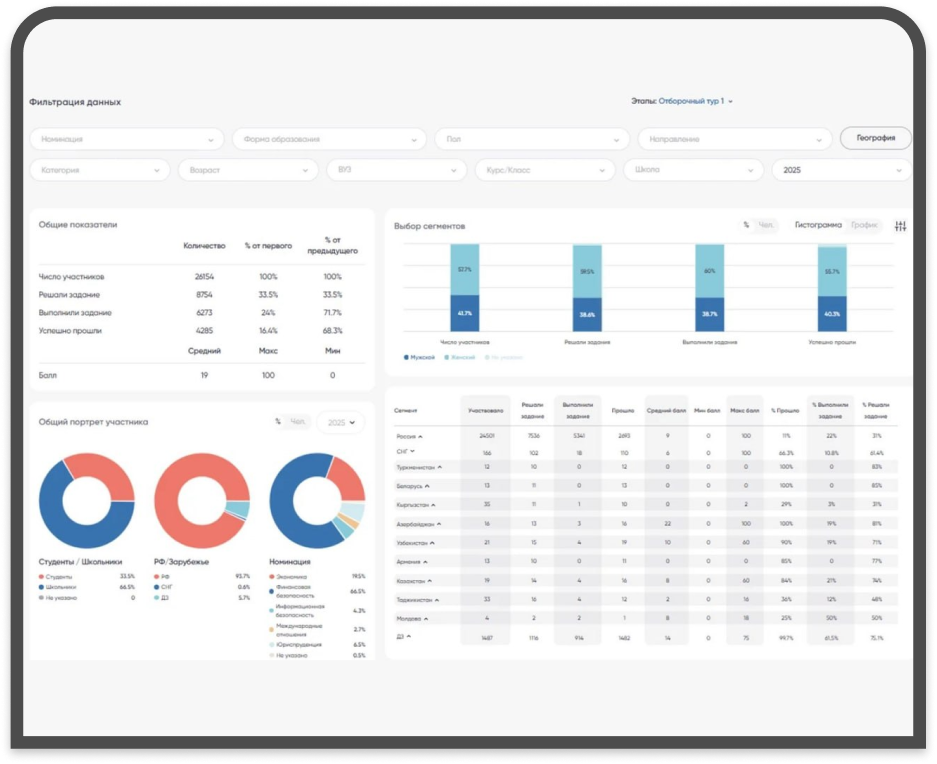 Фильтрация данных
Этапы: Отборочный тур 1
Номинация Форма образования Пол Направление География
Категория Возраст ВУЗ Курс/Класс Школа 2025
Общие показатели
Количество % от первого % от предыдущего
Число участников 26154 100% 100%
Решали задание 8754 33.5% 33.5%
Выполнили задание 6273 24% 71.7%
Успешно прошли 4285 16.4% 68.3%
Средний Макс Мин
Балл 19 100 0
Общий портрет участника % Чел. 2025
Студенты / Школьники
Студенты 33.5%
Школьники 66.5%
Не указано 0
РФ/Зарубежье
РФ 93.7%
СНГ 0.6%
ДЗ 5.7%
Номинация
Экономика 19.5%
Финансовая безопасность 66.5%
Информационная безопасность 4.3%
Международные отношения 2.7%
Юриспруденция 6.5%
Не указано 0.5%
Выбор сегментов % Чел. Гистограмма График
57.7% 59.5% 60% 55.7%
41.7% 38.6% 38.7% 40.3%
Число участников Решали задание Выполнили задание Успешно прошли
Мужской Женский Не указано
Сегмент Участвовало Решали задание Выполнили задание Прошло Средний балл Мин балл Макс балл % Прошло % Выполнили задание % Решали задание
Россия 24501 7536 5341 2693 9 0 100 11% 22% 31%
СНГ 166 102 18 110 6 0 100 66.3% 10.8% 61.4%
Туркменистан 12 10 0 12 0 0 0 100% 0 83%
Беларусь 13 11 0 13 0 0 0 100% 0 85%
Кыргызстан 35 11 1 10 0 0 2 29% 3% 31%
Азербайджан 16 13 3 16 22 0 100 100% 19% 81%
Узбекистан 21 15 4 19 10 0 60 90% 19% 71%
Армения 13 10 0 11 0 0 0 85% 0 77%
Казахстан 19 14 4 16 8 0 60 84% 21% 74%
Таджикистан 33 16 4 12 2 0 16 36% 12% 48%
Молдова 4 2 2 1 8 0 18 25% 50% 50%
ДЗ 1487 1116 914 1482 14 0 75 99.7% 61.5% 75.1%